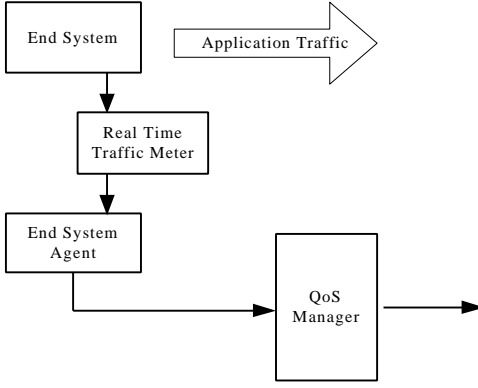 End System
Application Traffic
Real Time
Traffic Meter
End System
Agent
QoS
Manager